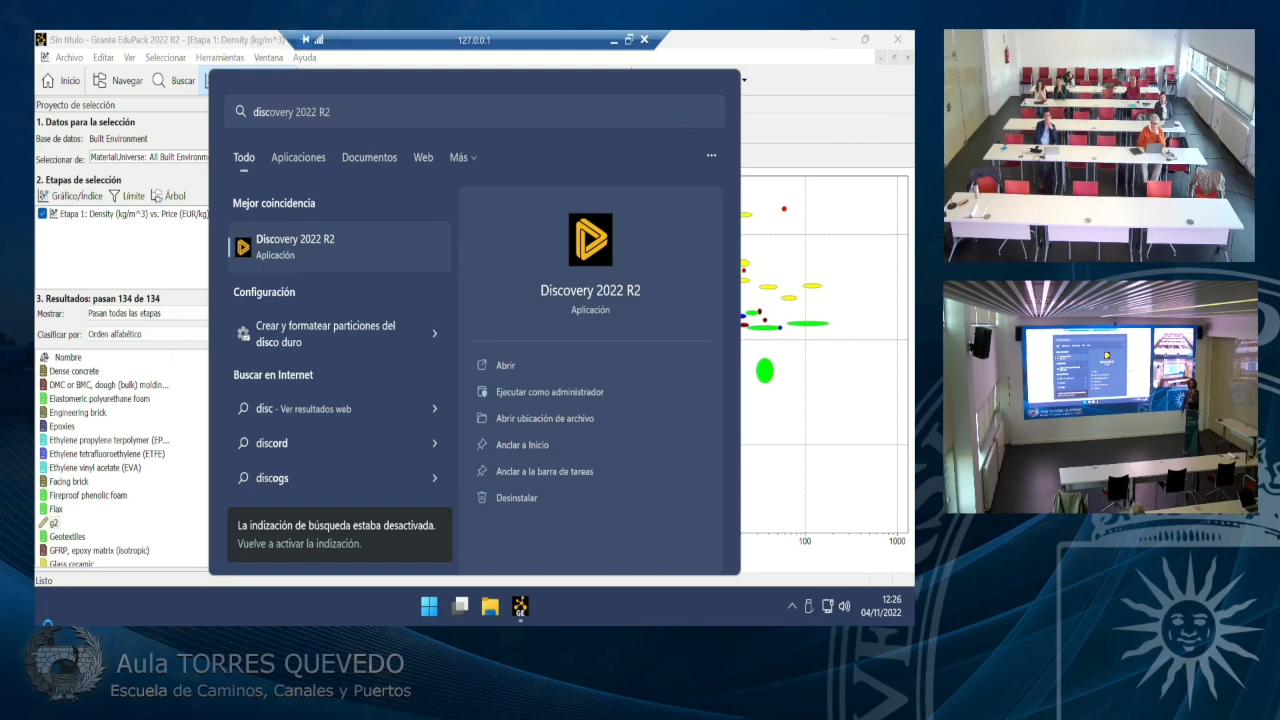 :Sin título - Granta EduPack 2022 R2 - [Etapa 1: Density (kg/m^3)
127.0.0.1
Archivo Editar Ver Seleccionar Herramientas Ventana Ayuda
Inicio Navegar Buscar
Proyecto de selección
1. Datos para la selección
Base de datos: Built Environment
Seleccionar de: MaterialUniverse: All Built Environm
2. Etapas de selección
Gráfico/Índice Límite Árbol
Etapa 1: Density (kg/m^3) vs. Price (EUR/kg)
3. Resultados: pasan 134 de 134
Mostrar: Pasan todas las etapas
Clasificar por: Orden alfabético
Nombre
Dense concrete
DMC or BMC, dough (bulk) moldin...
Elastomeric polyurethane foam
Engineering brick
Epoxies
Ethylene propylene terpolymer (EP...
Ethylene tetrafluoroethylene (ETFE)
Ethylene vinyl acetate (EVA)
Facing brick
Fireproof phenolic foam
Flax
g2
Geotextiles
GFRP, epoxy matrix (isotropic)
Glass ceramic
Listo
discovery 2022 R2
Todo Aplicaciones Documentos Web Más
Mejor coincidencia
Discovery 2022 R2
Aplicación
Configuración
Crear y formatear particiones del
disco duro
Buscar en Internet
disc - Ver resultados web
discord
discogs
La indización de búsqueda estaba desactivada.
Vuelve a activar la indización.
Discovery 2022 R2
Aplicación
Abrir
Ejecutar como administrador
Abrir ubicación de archivo
Anclar a Inicio
Anclar a la barra de tareas
Desinstalar
100 1000
GE
12:26
04/11/2022
Aula TORRES QUEVEDO
Escuela de Caminos, Canales y Puertos